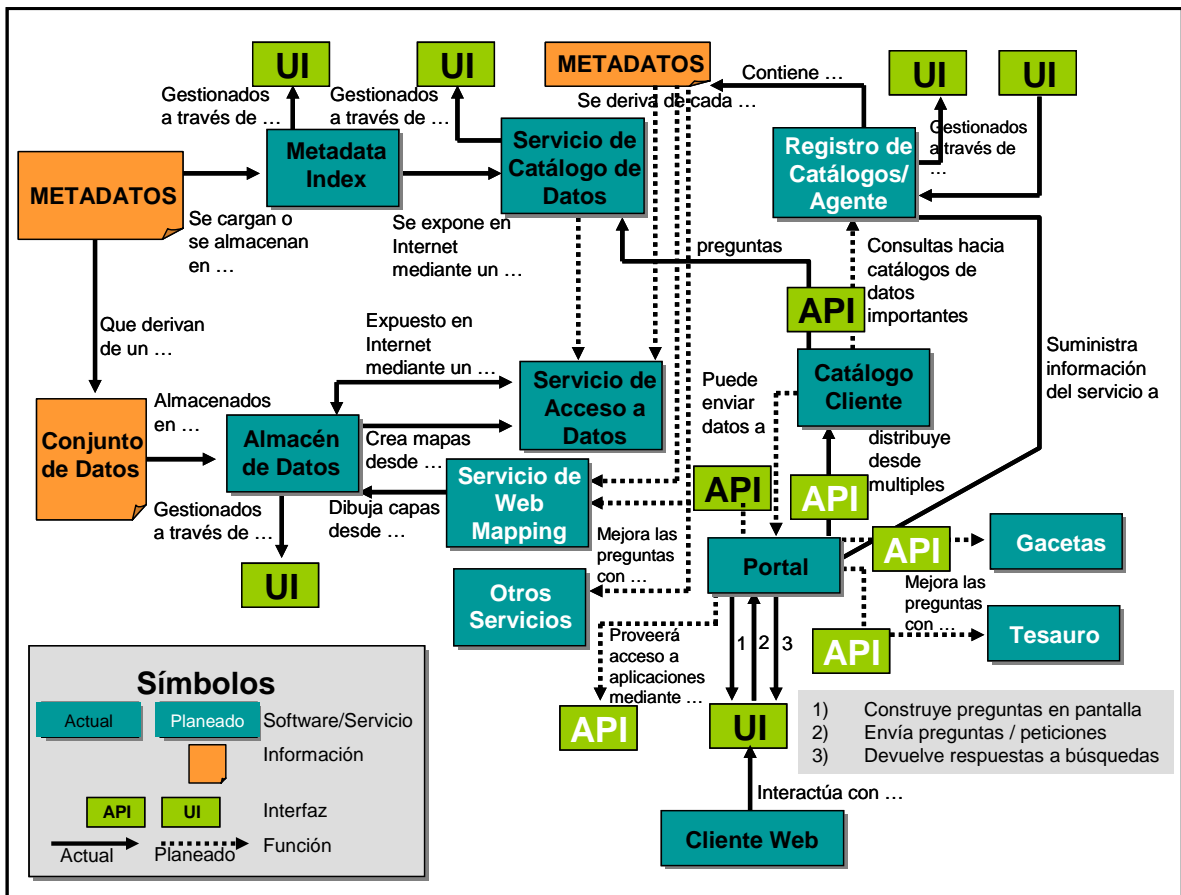 UI
UI
METADATOS
Contiene …
UI
UI
Gestionados
a través de …
Gestionados
a través de …
Se deriva de cada …
Metadata
Index
Servicio de
Catálogo de
Datos
Registro de
Catálogos/
Agente
Gestionados
a través de
…
METADATOS
Se cargan o
se almacenan
en …
Se expone en
Internet
mediante un …
preguntas
Consultas hacia
catálogos de
datos
importantes
API
Que derivan
de un …
Expuesto en
Internet
mediante un …
Suministra
información
del servicio a
Servicio de
Acceso a
Datos
Puede
enviar
datos a
Catálogo
Cliente
Almacenados
en …
Conjunto
de Datos
Almacén
de Datos
Crea mapas
desde …
distribuye
desde
multiples
Servicio de
Web
Mapping
API
API
Gestionados
a través de …
Dibuja capas
desde …
Mejora las
preguntas
con …
Portal
API
Gacetas
UI
Otros
Servicios
Mejora las
preguntas
con …
API
Tesauro
Proveerá
acceso a
aplicaciones
mediante …
1
2
3
API
UI
1) Construye preguntas en pantalla
2) Envía preguntas / peticiones
3) Devuelve respuestas a búsquedas
Interactúa con …
Cliente Web
Símbolos
Actual
Planeado
Software/Servicio
Información
API
UI
Interfaz
Actual
Planeado
Función